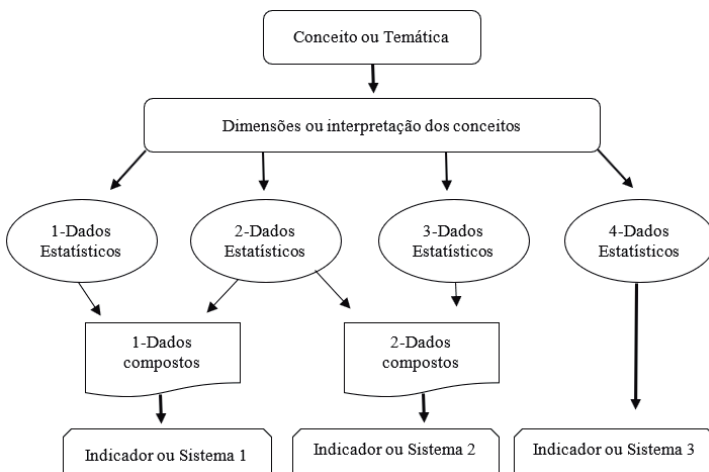 Conceito ou Temática
Dimensões ou interpretação dos conceitos
1-Dados
Estatísticos
2-Dados
Estatísticos
3-Dados
Estatísticos
4-Dados
Estatísticos
1-Dados
compostos
2-Dados
compostos
Indicador ou Sistema 1
Indicador ou Sistema 2
Indicador ou Sistema 3